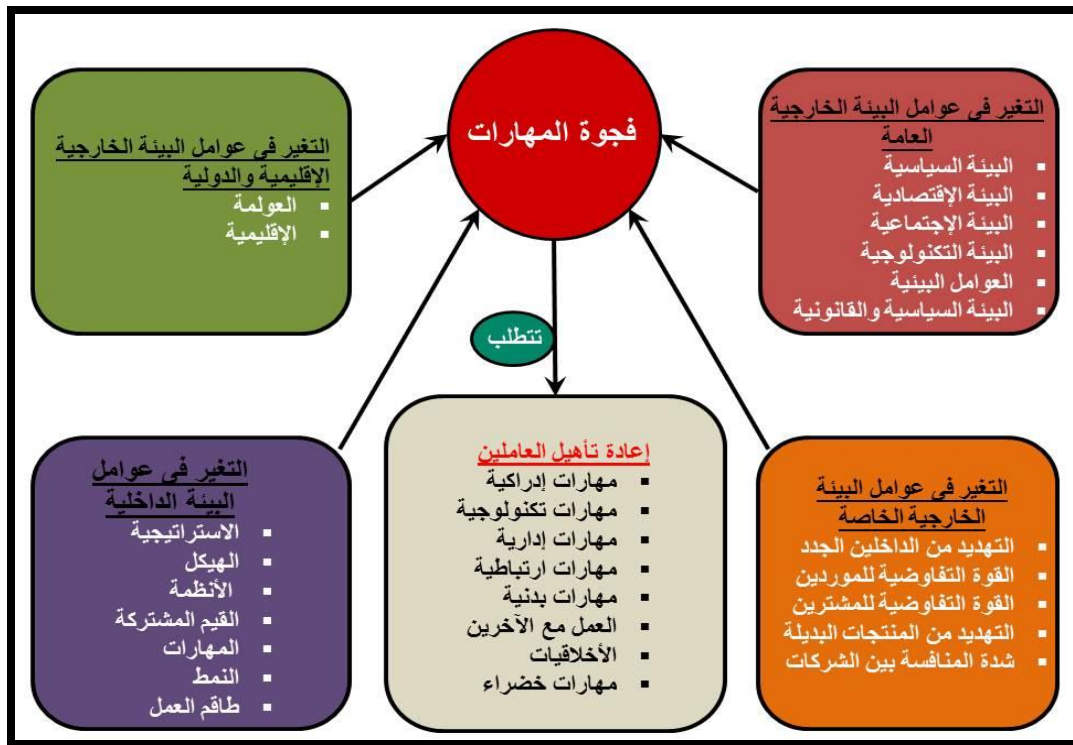 فجوة المهارات
التغير في عوامل البيئة الخارجية
العامة
البيئة السياسية
البيئة الإقتصادية
البيئة الإجتماعية
البيئة التكنولوجية
العوامل البيئية
البيئة السياسية والقانونية
التغير في عوامل البيئة الخارجية
الإقليمية والدولية
العولمة
الإقليمية
تتطلب
التغير في عوامل البيئة
الخارجية الخاصة
التهديد من الداخلين الجدد
القوة التفاوضية للموردين
القوة التفاوضية للمشترين
التهديد من المنتجات البديلة
شدة المنافسة بين الشركات
إعادة تأهيل العاملين
مهارات إدراكية
مهارات تكنولوجية
مهارات إدارية
مهارات ارتباطية
مهارات بدنية
العمل مع الآخرين
الأخلاقيات
مهارات خضراء
التغير في عوامل
البيئة الداخلية
الاستراتيجية
الهيكل
الأنظمة
القيم المشتركة
المهارات
النمط
طاقم العمل